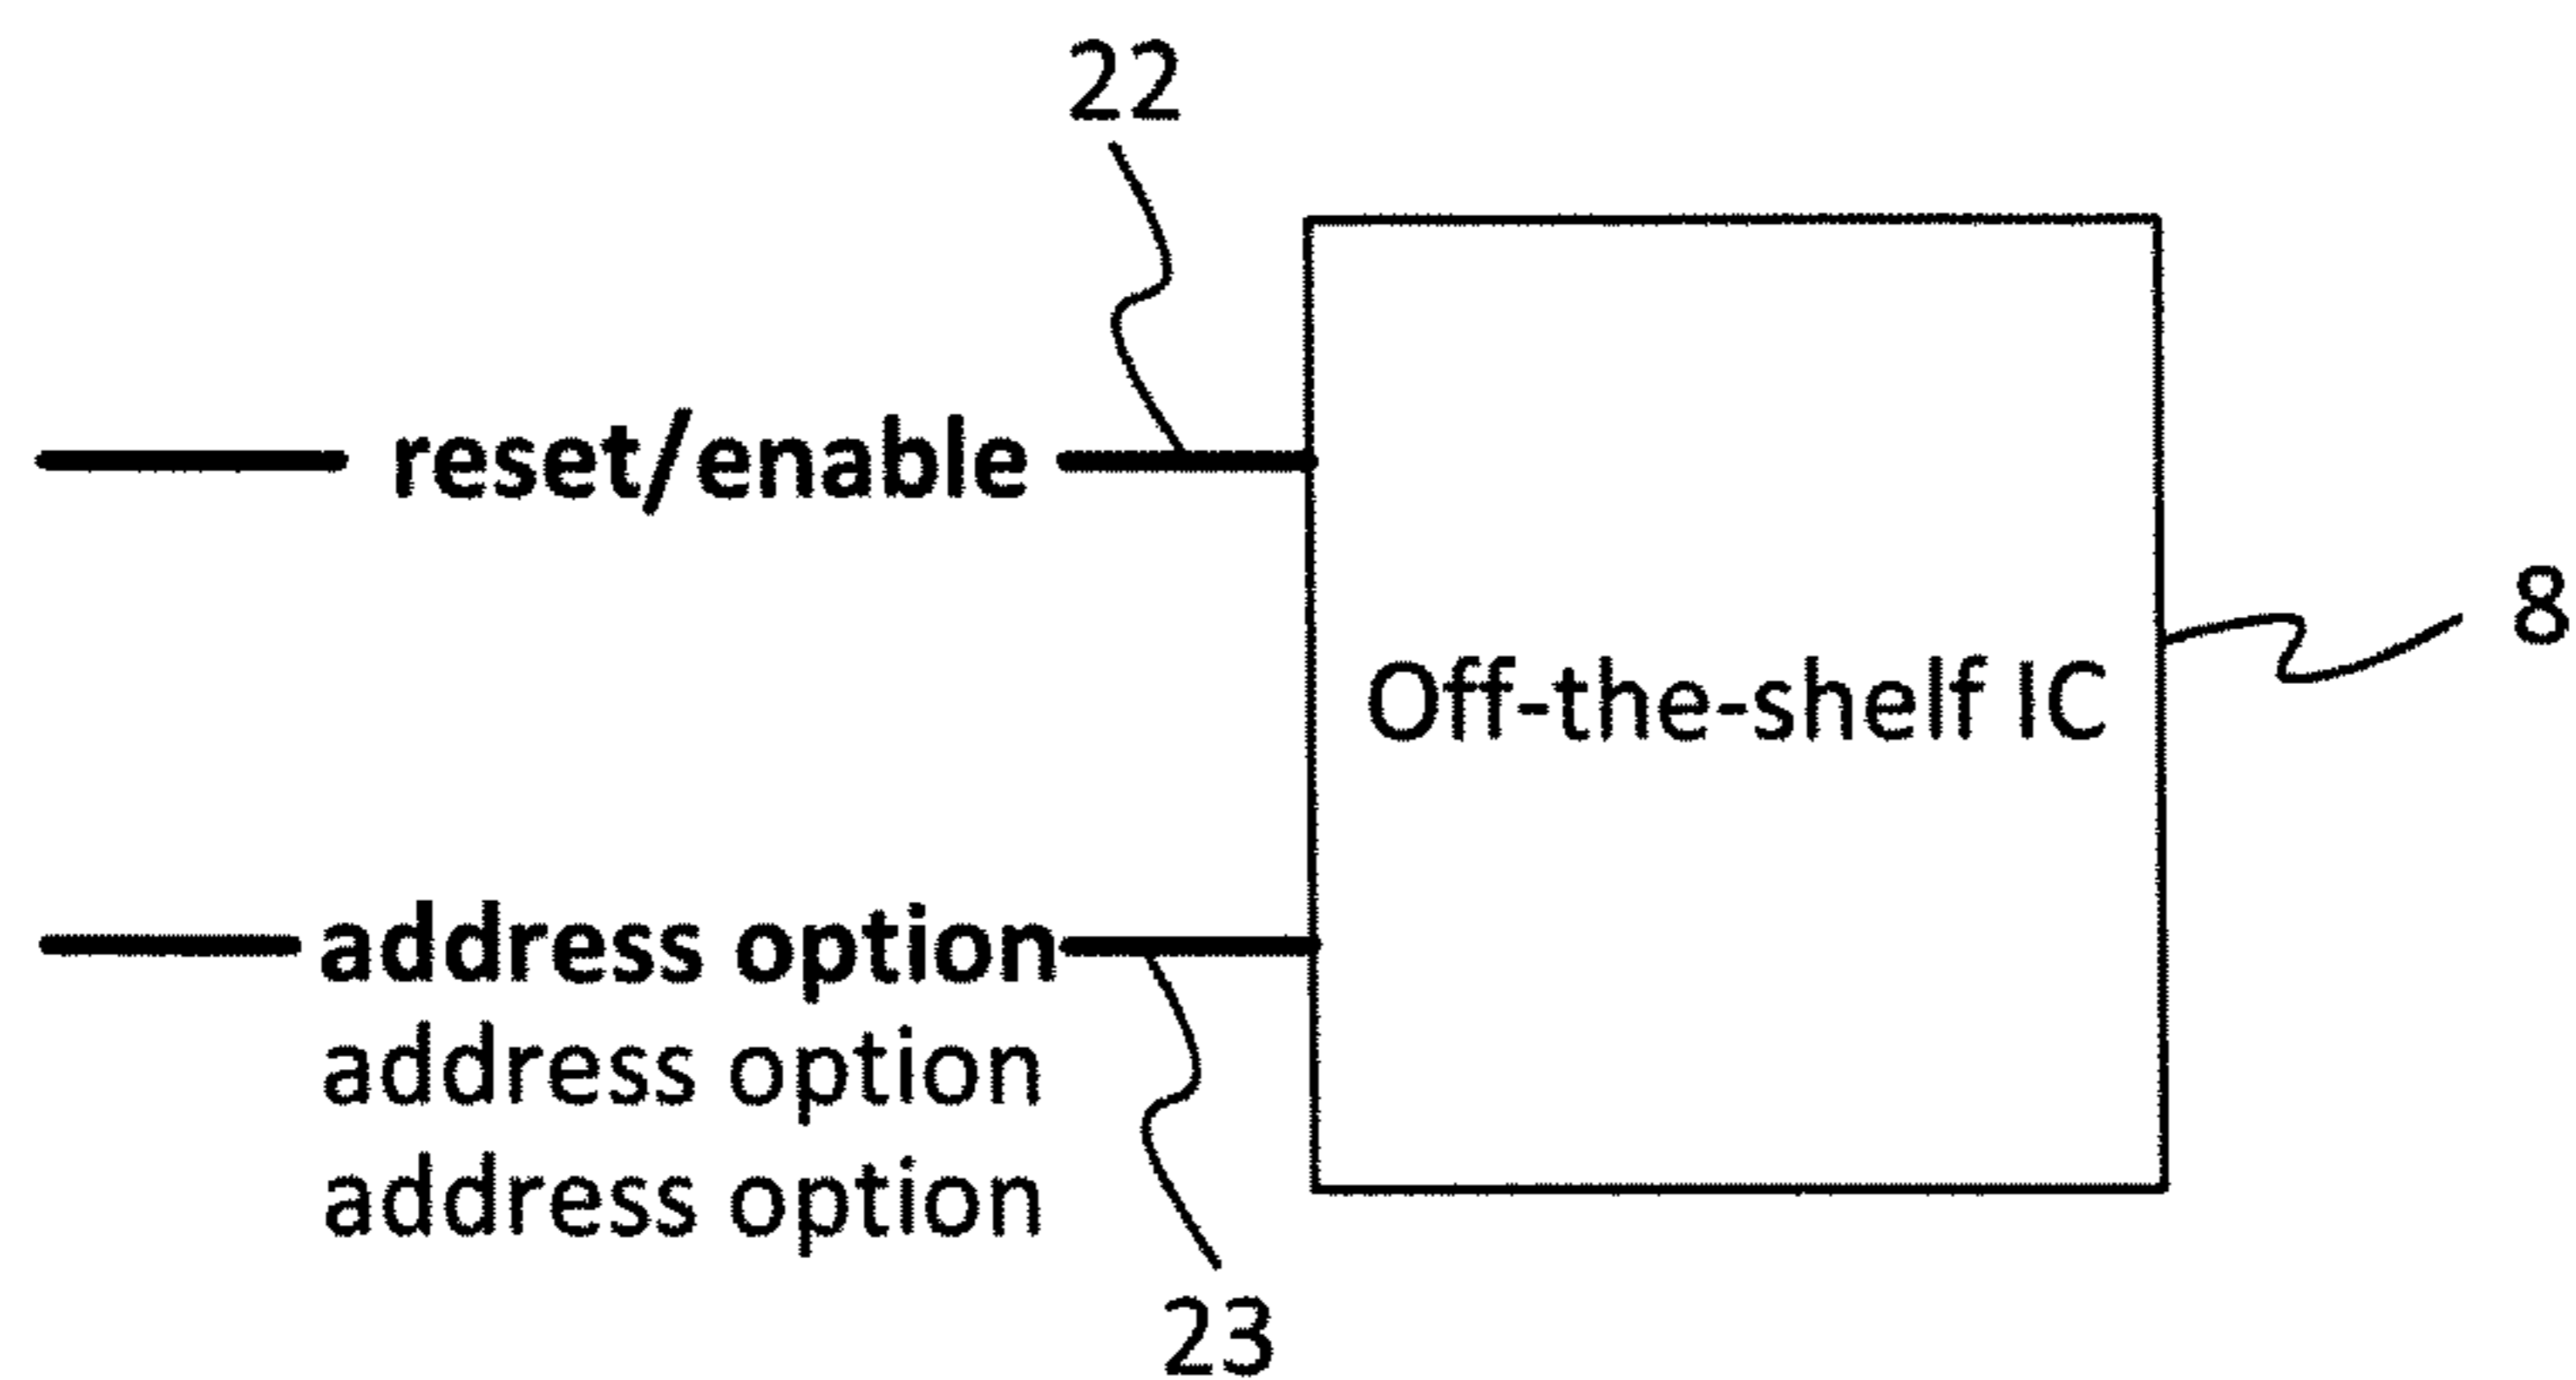 22
reset/enable
8
Off-the-shelf IC
address option
address option
address option
23